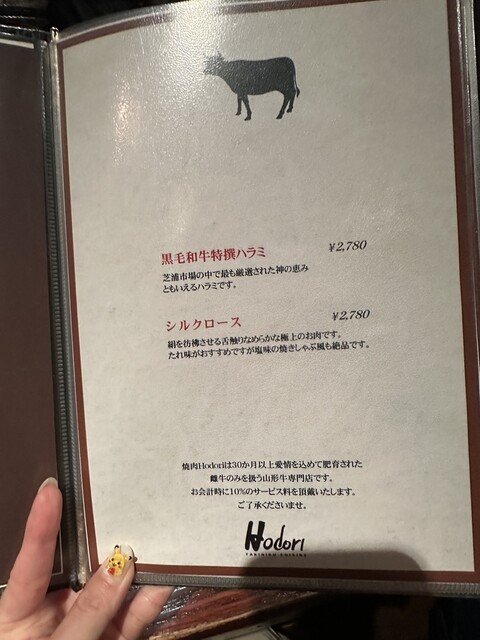 黒毛和牛特撰ハラミ ¥2,780
芝浦市場の中で最も厳選された神の恵み
ともいえるハラミです。
シルクロース ¥2,780
絹を彷彿させる舌触りなめらかな極上のお肉です。
たれ味がおすすめですが塩味の焼きしゃぶ風も絶品です。
焼肉Hodoriは30か月以上愛情を込めて肥育された
雌牛のみを扱う山形牛専門店です。
お会計時に10%のサービス料を頂戴いたします。
ご了承くださいませ。
Hodori
YAKINIKU CUISINE